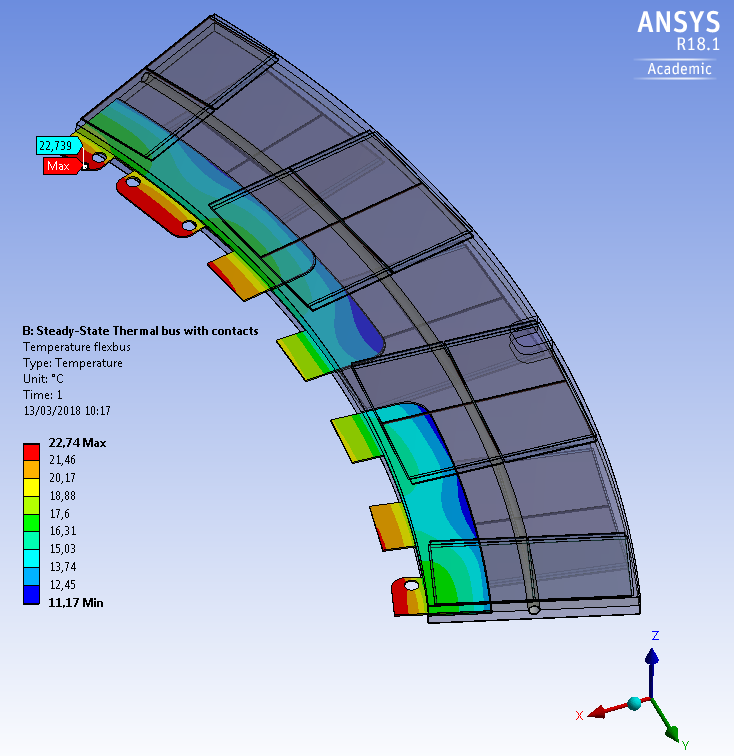 ANSYS
R18.1
Academic
22,739
Max
B: Steady-State Thermal bus with contacts
Temperature flexbus
Type: Temperature
Unit: °C
Time: 1
13/03/2018 10:17
22,74 Max
21,46
20,17
18,88
17,6
16,31
15,03
13,74
12,45
11,17 Min
Z
X
Y